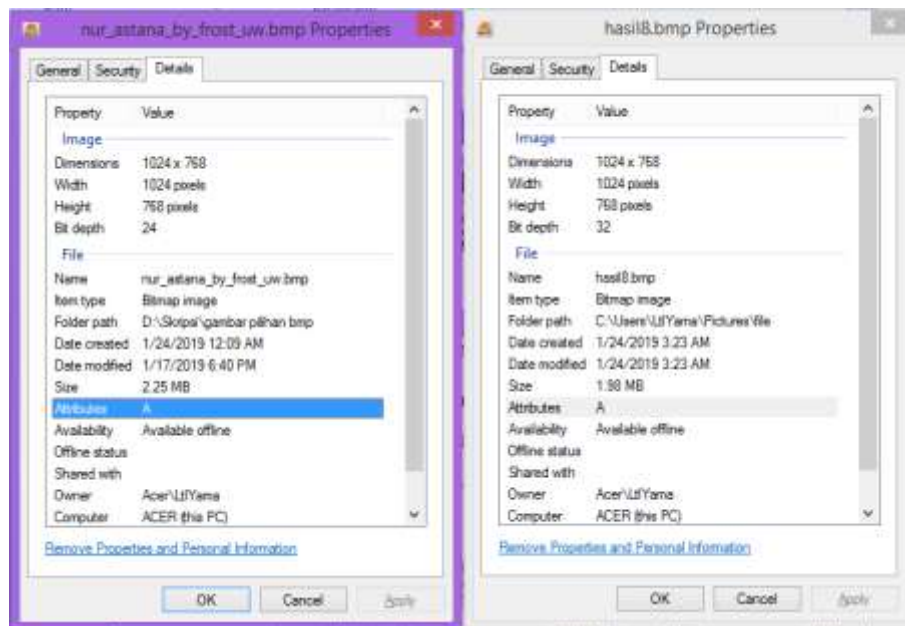 nur_astana_by_frost_uw.bmp Properties
General Security Details
Property Value
Image
Dimensions 1024 x 768
Width 1024 pixels
Height 768 pixels
Bit depth 24
File
Name nur_astana_by_frost_uw.bmp
Item type Bitmap image
Folder path D:\Skripsi\gambar pilihan bmp
Date created 1/24/2019 12:09 AM
Date modified 1/17/2019 6:40 PM
Size 2.25 MB
Attributes A
Availability Available offline
Offline status
Shared with
Owner Acer\LtlYama
Computer ACER (this PC)
Remove Properties and Personal Information
OK Cancel Apply
hasil8.bmp Properties
General Security Details
Property Value
Image
Dimensions 1024 x 768
Width 1024 pixels
Height 768 pixels
Bit depth 32
File
Name hasil8.bmp
Item type Bitmap image
Folder path C:\Users\LtlYama\Pictures\file
Date created 1/24/2019 3:23 AM
Date modified 1/24/2019 3:23 AM
Size 1.98 MB
Attributes A
Availability Available offline
Offline status
Shared with
Owner Acer\LtlYama
Computer ACER (this PC)
Remove Properties and Personal Information
OK Cancel Apply